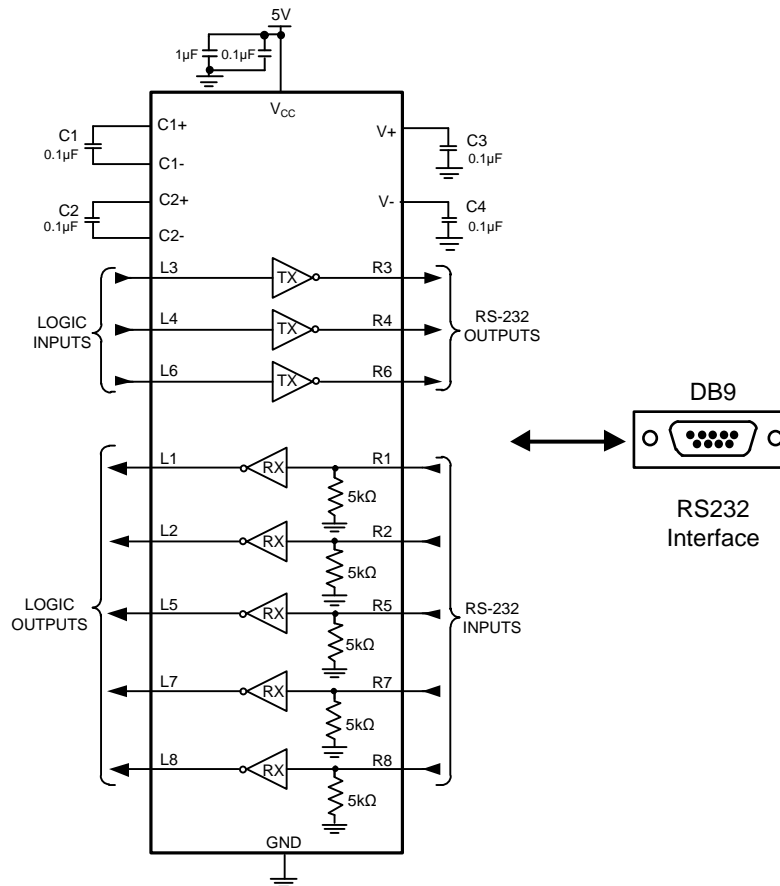 5V
1µF 0.1µF
VCC
C1+
C1
0.1µF
C1-
V+
C3
0.1µF
C2+
C2
0.1µF
C2-
V-
C4
0.1µF
L3 TX R3
L4 TX R4
L6 TX R6
LOGIC
INPUTS
RS-232
OUTPUTS
DB9
RS232
Interface
L1 RX R1
5kΩ
L2 RX R2
5kΩ
L5 RX R5
5kΩ
L7 RX R7
5kΩ
L8 RX R8
5kΩ
LOGIC
OUTPUTS
RS-232
INPUTS
GND